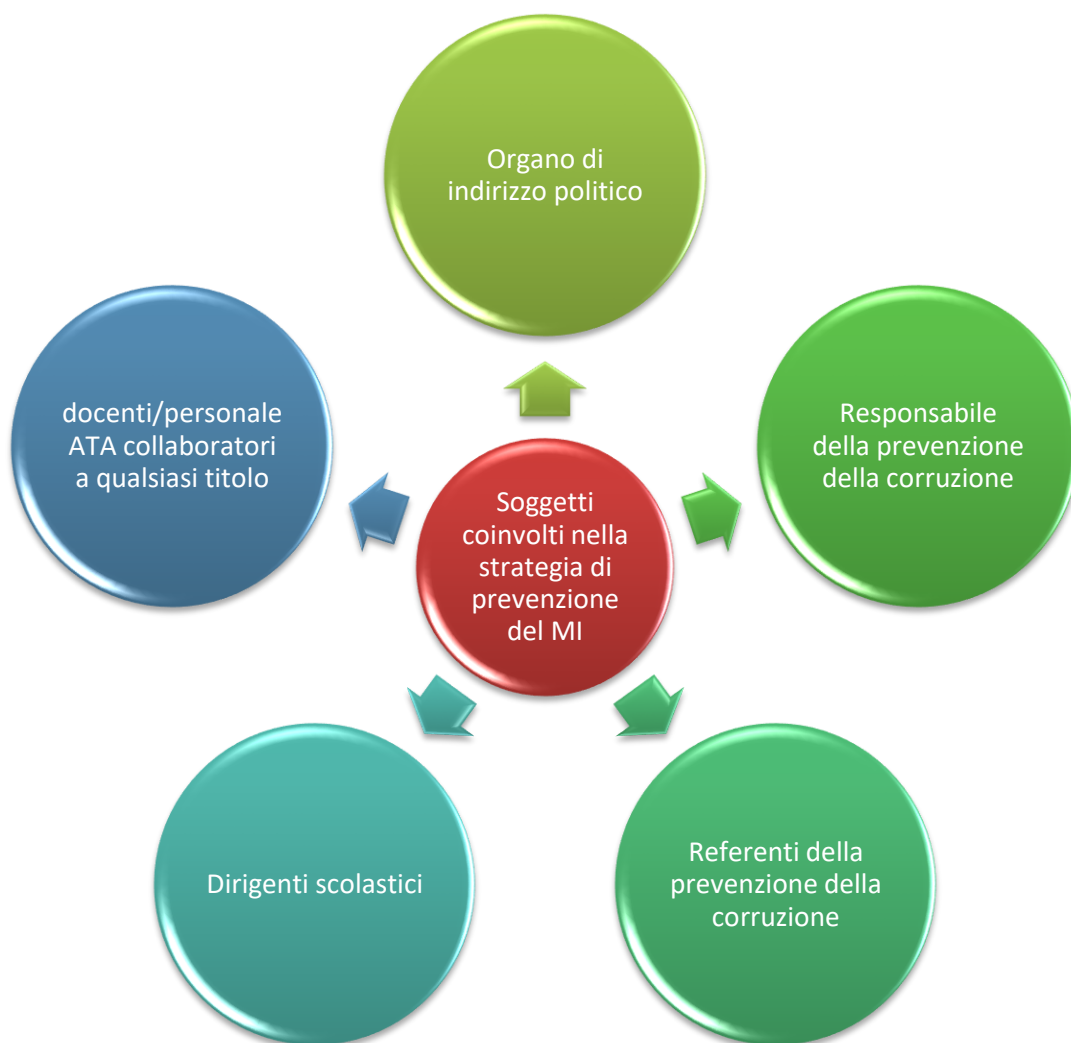 Organo di
indirizzo politico
Responsabile
della prevenzione
della corruzione
Referenti della
prevenzione della
corruzione
Dirigenti scolastici
docenti/personale
ATA collaboratori
a qualsiasi titolo
Soggetti
coinvolti nella
strategia di
prevenzione
del MI